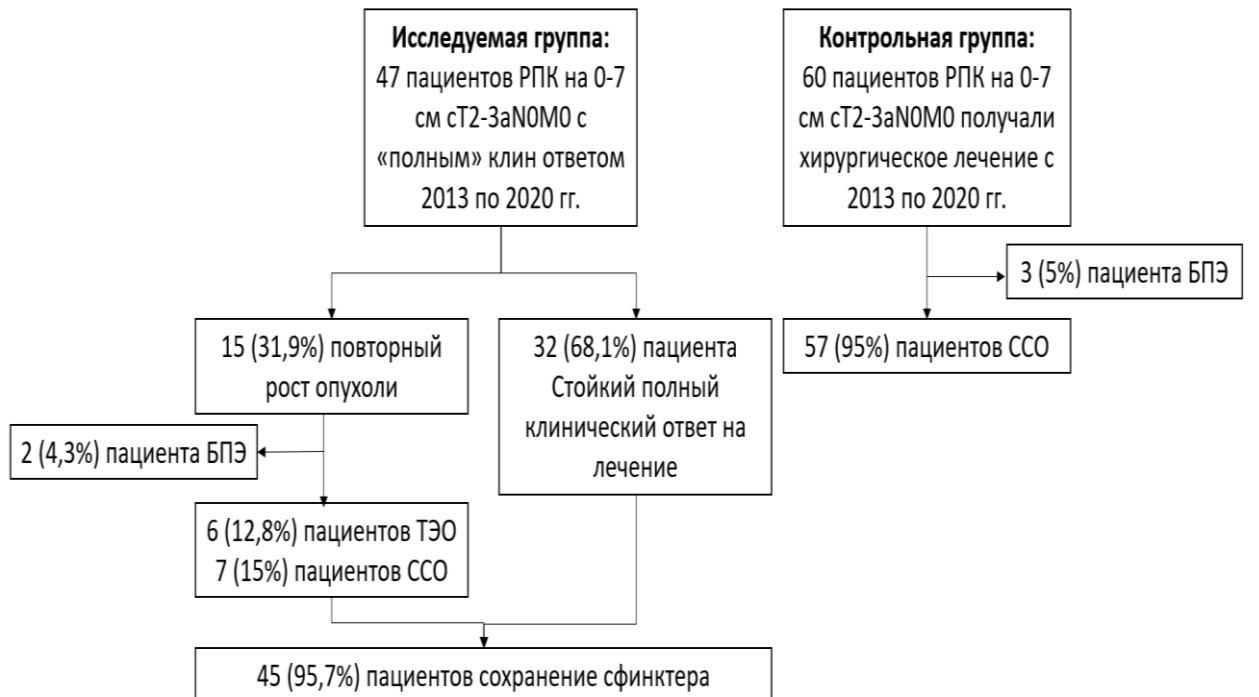 Исследуемая группа:
47 пациентов РПК на 0-7
см сТ2-3аN0M0 с
«полным» клин ответом
2013 по 2020 гг.
Контрольная группа:
60 пациентов РПК на 0-7
см сТ2-3аN0M0 получали
хирургическое лечение с
2013 по 2020 гг.
3 (5%) пациента БПЭ
15 (31,9%) повторный
рост опухоли
32 (68,1%) пациента
Стойкий полный
клинический ответ на
лечение
57 (95%) пациентов ССО
2 (4,3%) пациента БПЭ
6 (12,8%) пациентов ТЭО
7 (15%) пациентов ССО
45 (95,7%) пациентов сохранение сфинктера